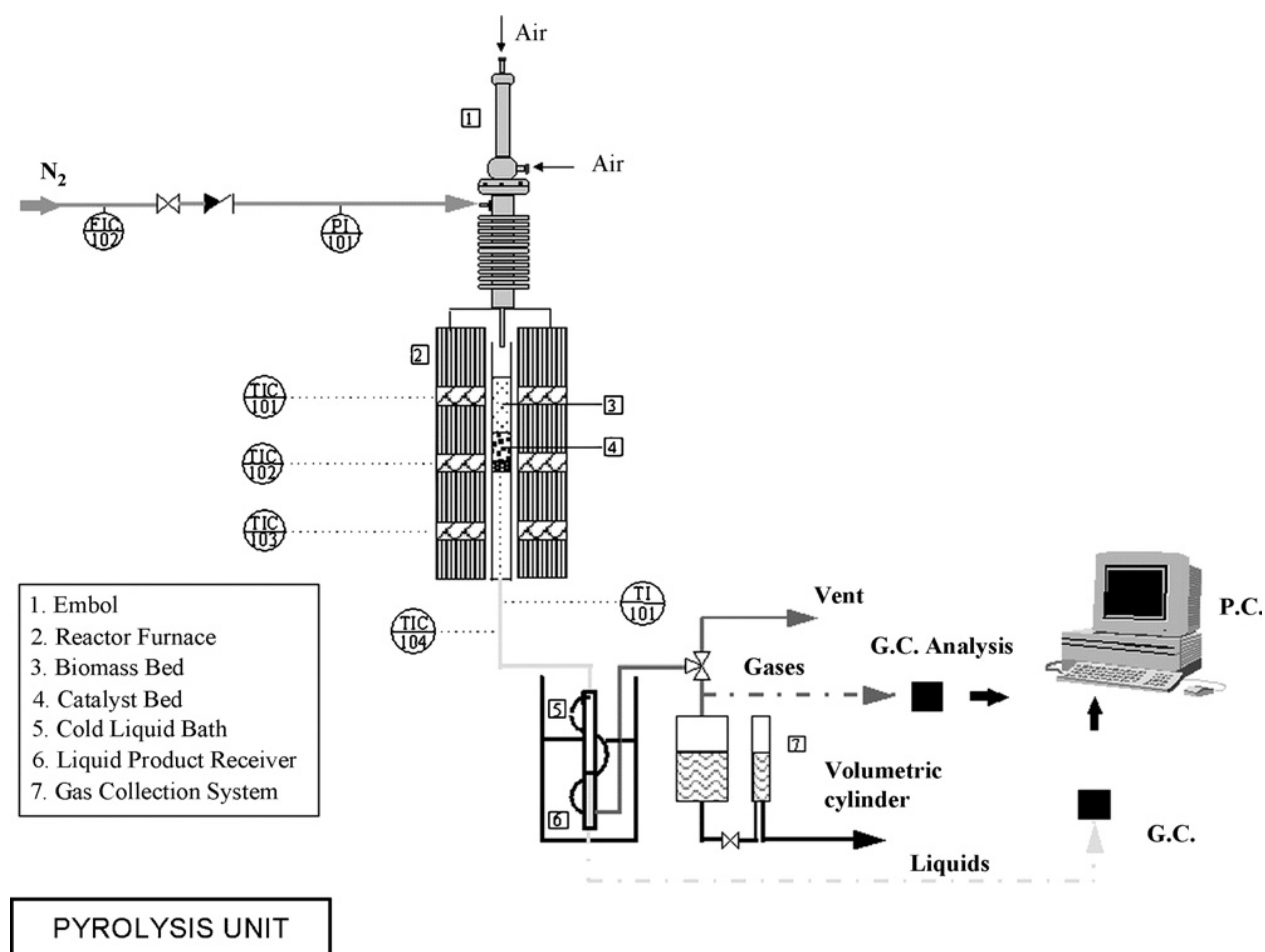 Air
1
Air
N2
FIC
102
PI
101
2
TIC
101
3
4
TIC
102
TIC
103
1. Embol
2. Reactor Furnace
3. Biomass Bed
4. Catalyst Bed
5. Cold Liquid Bath
6. Liquid Product Receiver
7. Gas Collection System
TI
101
TIC
104
Vent
P.C.
G.C. Analysis
Gases
5
7
Volumetric
cylinder
6
G.C.
Liquids
PYROLYSIS UNIT